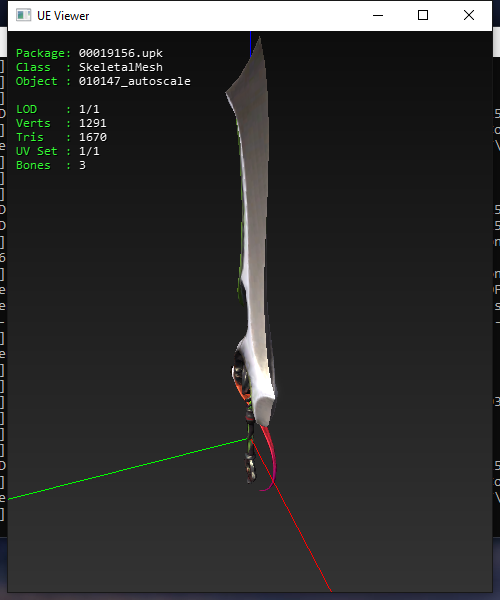 UE Viewer
Package: 00019156.upk
Class  : SkeletalMesh
Object : 010147_autoscale
LOD    : 1/1
Verts  : 1291
Tris   : 1670
UV Set : 1/1
Bones  : 3